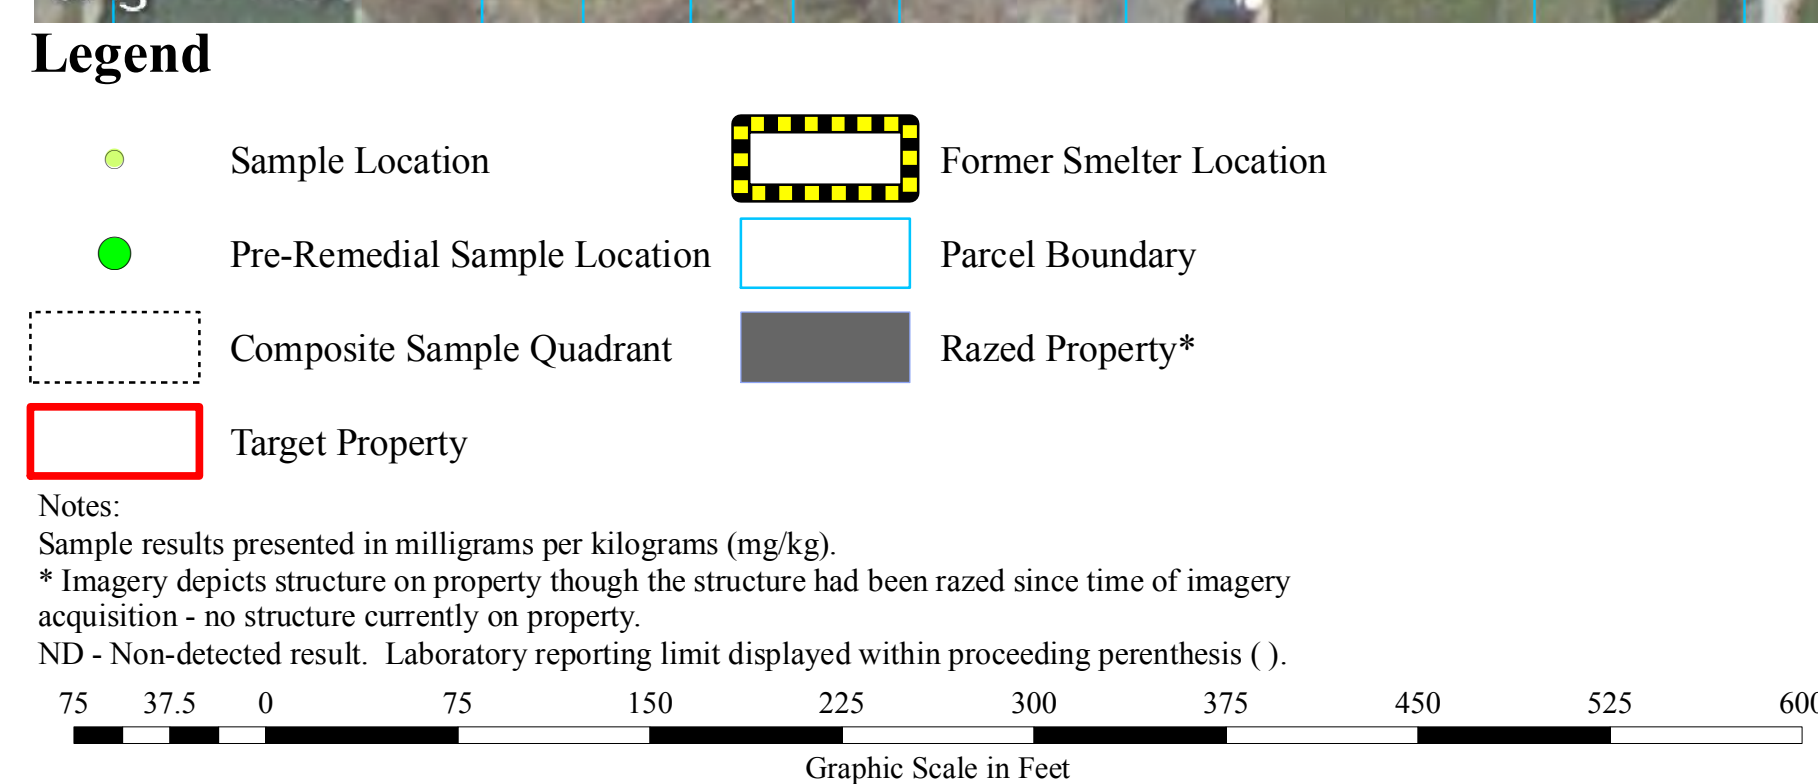 Legend
Sample Location
Former Smelter Location
Pre-Remedial Sample Location
Parcel Boundary
Composite Sample Quadrant
Razed Property*
Target Property
Notes:
Sample results presented in milligrams per kilograms (mg/kg).
* Imagery depicts structure on property though the structure had been razed since time of imagery
acquisition - no structure currently on property.
ND - Non-detected result.  Laboratory reporting limit displayed within proceeding perenthesis ( ).
75 37.5 0 75 150 225 300 375 450 525 600
Graphic Scale in Feet